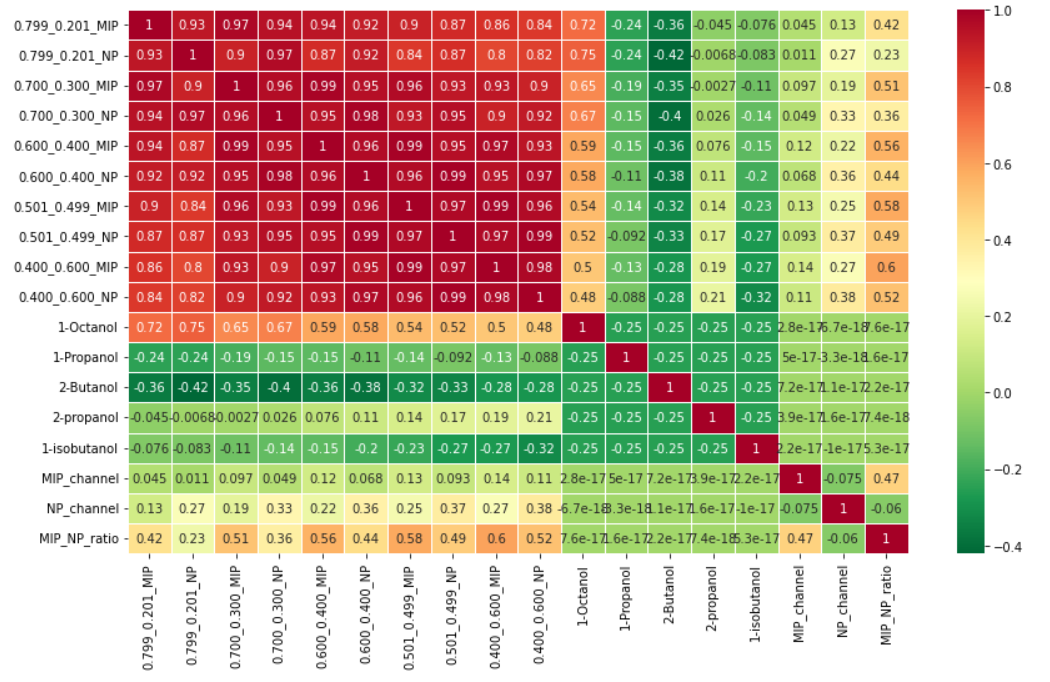 0.799_0.201_MIP 1 0.93 0.97 0.94 0.94 0.92 0.9 0.87 0.86 0.84 0.72 -0.24 -0.36 -0.045 -0.076 0.045 0.13 0.42
0.799_0.201_NP 0.93 1 0.9 0.97 0.87 0.92 0.84 0.87 0.8 0.82 0.75 -0.24 -0.42 -0.0068 -0.083 0.011 0.27 0.23
0.700_0.300_MIP 0.97 0.9 1 0.96 0.99 0.95 0.96 0.93 0.93 0.9 0.65 -0.19 -0.35 -0.0027 -0.11 0.097 0.19 0.51
0.700_0.300_NP 0.94 0.97 0.96 1 0.95 0.98 0.93 0.95 0.9 0.92 0.67 -0.15 -0.4 0.026 -0.14 0.049 0.33 0.36
0.600_0.400_MIP 0.94 0.87 0.99 0.95 1 0.96 0.99 0.95 0.97 0.93 0.59 -0.15 -0.36 0.076 -0.15 0.12 0.22 0.56
0.600_0.400_NP 0.92 0.92 0.95 0.98 0.96 1 0.96 0.99 0.95 0.97 0.58 -0.11 -0.38 0.11 -0.2 0.068 0.36 0.44
0.501_0.499_MIP 0.9 0.84 0.96 0.93 0.99 0.96 1 0.97 0.99 0.96 0.54 -0.14 -0.32 0.14 -0.23 0.13 0.25 0.58
0.501_0.499_NP 0.87 0.87 0.93 0.95 0.95 0.99 0.97 1 0.97 0.99 0.52 -0.092 -0.33 0.17 -0.27 0.093 0.37 0.49
0.400_0.600_MIP 0.86 0.8 0.93 0.9 0.97 0.95 0.99 0.97 1 0.98 0.5 -0.13 -0.28 0.19 -0.27 0.14 0.27 0.6
0.400_0.600_NP 0.84 0.82 0.9 0.92 0.93 0.97 0.96 0.99 0.98 1 0.48 -0.088 -0.28 0.21 -0.32 0.11 0.38 0.52
1-Octanol 0.72 0.75 0.65 0.67 0.59 0.58 0.54 0.52 0.5 0.48 1 -0.25 -0.25 -0.25 -0.25
1-Propanol -0.24 -0.24 -0.19 -0.15 -0.15 -0.11 -0.14 -0.092 -0.13 -0.088 -0.25 1 -0.25 -0.25 -0.25
2-Butanol -0.36 -0.42 -0.35 -0.4 -0.36 -0.38 -0.32 -0.33 -0.28 -0.28 -0.25 -0.25 1 -0.25 -0.25
2-propanol -0.045 -0.0068 -0.0027 0.026 0.076 0.11 0.14 0.17 0.19 0.21 -0.25 -0.25 -0.25 1 -0.25
1-isobutanol -0.076 -0.083 -0.11 -0.14 -0.15 -0.2 -0.23 -0.27 -0.27 -0.32 -0.25 -0.25 -0.25 -0.25 1
MIP_channel 0.045 0.011 0.097 0.049 0.12 0.068 0.13 0.093 0.14 0.11 1 -0.075 0.47
NP_channel 0.13 0.27 0.19 0.33 0.22 0.36 0.25 0.37 0.27 0.38 -0.075 1 -0.06
MIP_NP_ratio 0.42 0.23 0.51 0.36 0.56 0.44 0.58 0.49 0.6 0.52 0.47 -0.06 1
0.799_0.201_MIP
0.799_0.201_NP
0.700_0.300_MIP
0.700_0.300_NP
0.600_0.400_MIP
0.600_0.400_NP
0.501_0.499_MIP
0.501_0.499_NP
0.400_0.600_MIP
0.400_0.600_NP
1-Octanol
1-Propanol
2-Butanol
2-propanol
1-isobutanol
MIP_channel
NP_channel
MIP_NP_ratio
1.0
0.8
0.6
0.4
0.2
0.0
−0.2
−0.4